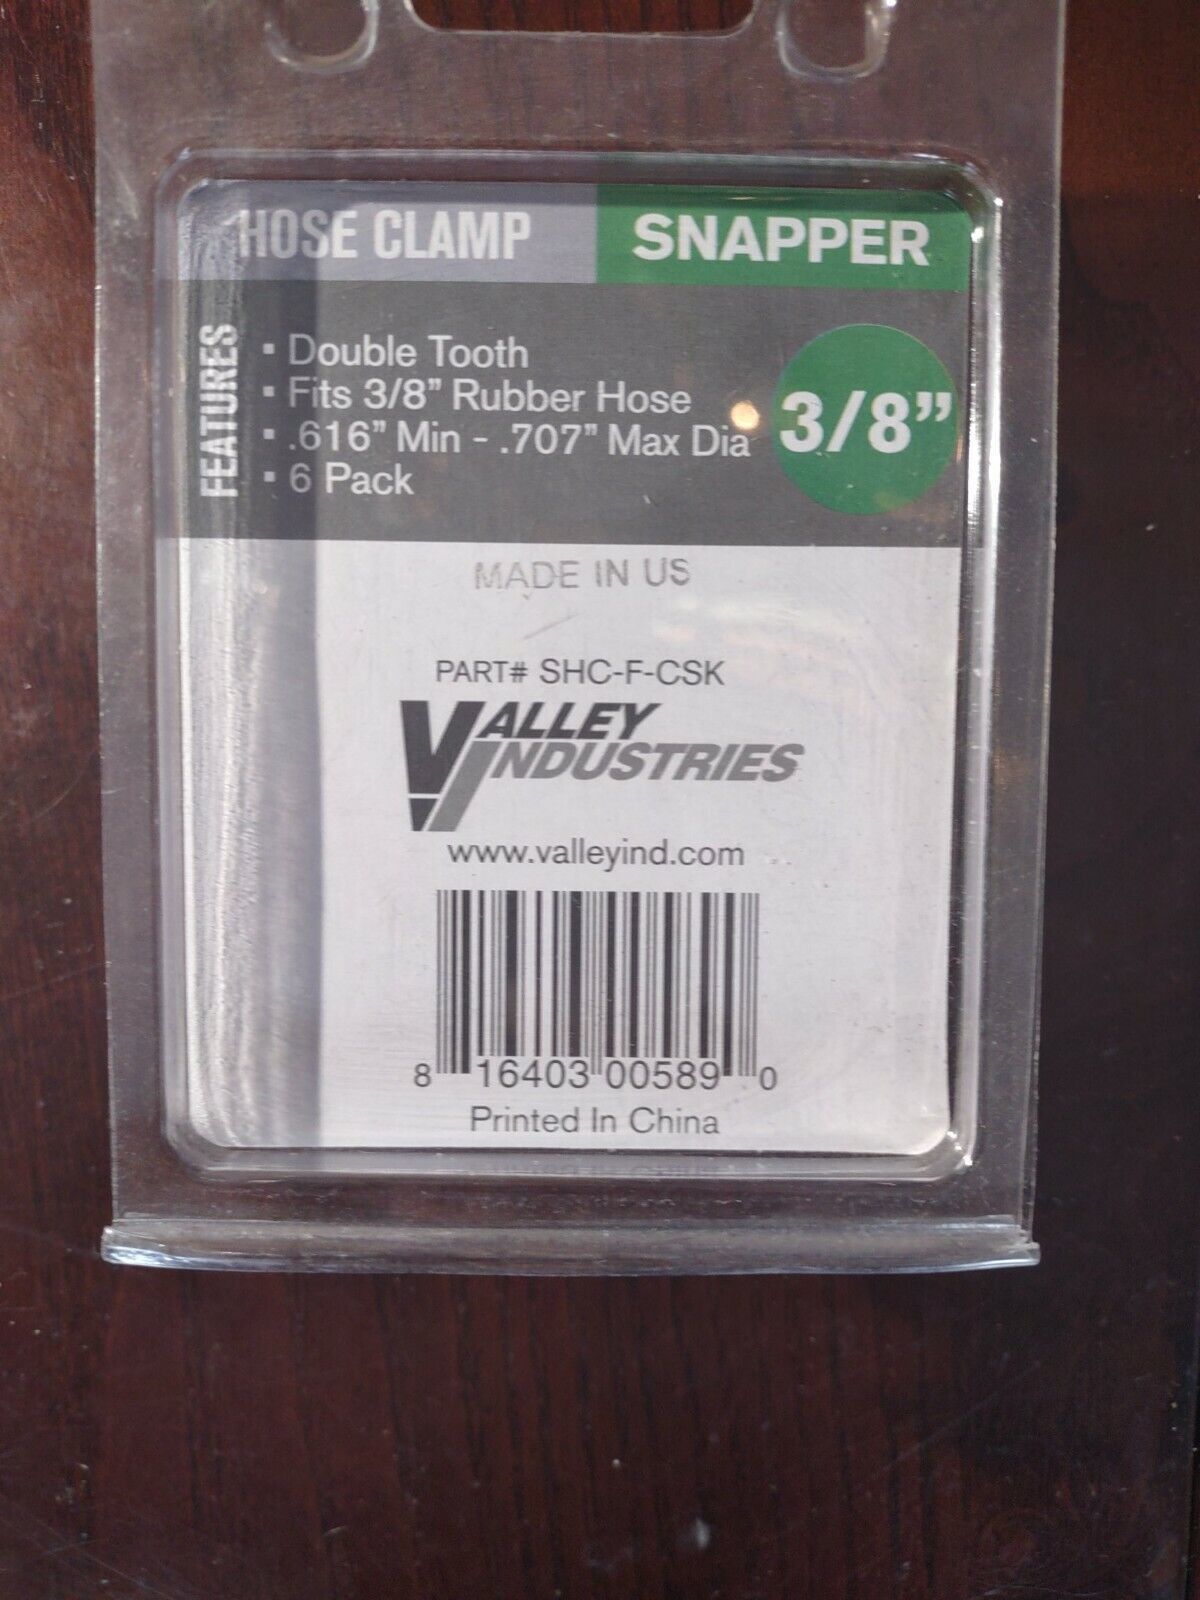 HOSE CLAMP SNAPPER
FEATURES
▪ Double Tooth
▪ Fits 3/8" Rubber Hose
▪ .616" Min - .707" Max Dia
▪ 6 Pack
3/8"
MADE IN US
PART# SHC-F-CSK
VALLEY
INDUSTRIES
www.valleyind.com
8 16403 00589 0
Printed In China